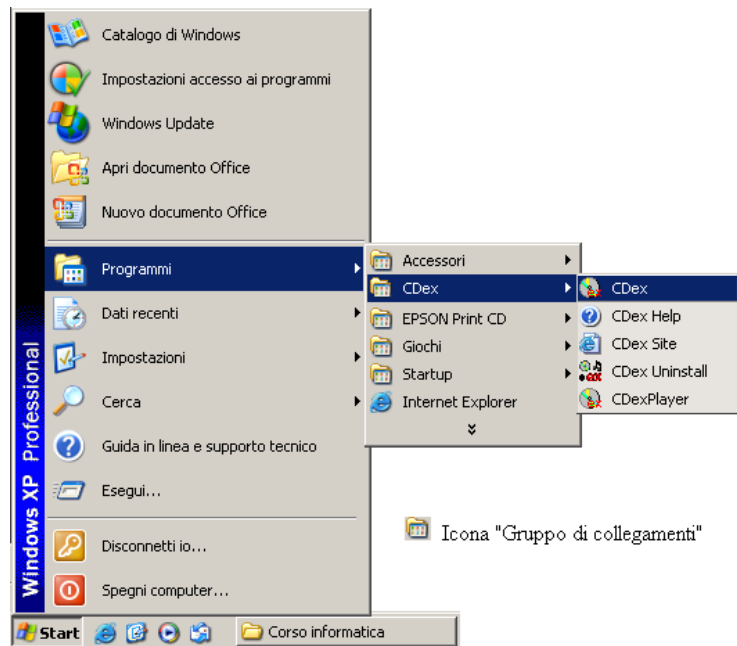 Catalogo di Windows
Impostazioni accesso ai programmi
Windows Update
Apri documento Office
Nuovo documento Office
Programmi
Dati recenti
Impostazioni
Cerca
Guida in linea e supporto tecnico
Esegui...
Disconnetti io...
Spegni computer...
Windows XP Professional
Accessori
CDex
EPSON Print CD
Giochi
Startup
Internet Explorer
CDex
CDex Help
CDex Site
CDex Uninstall
CDexPlayer
Icona "Gruppo di collegamenti"
Start
Corso informatica